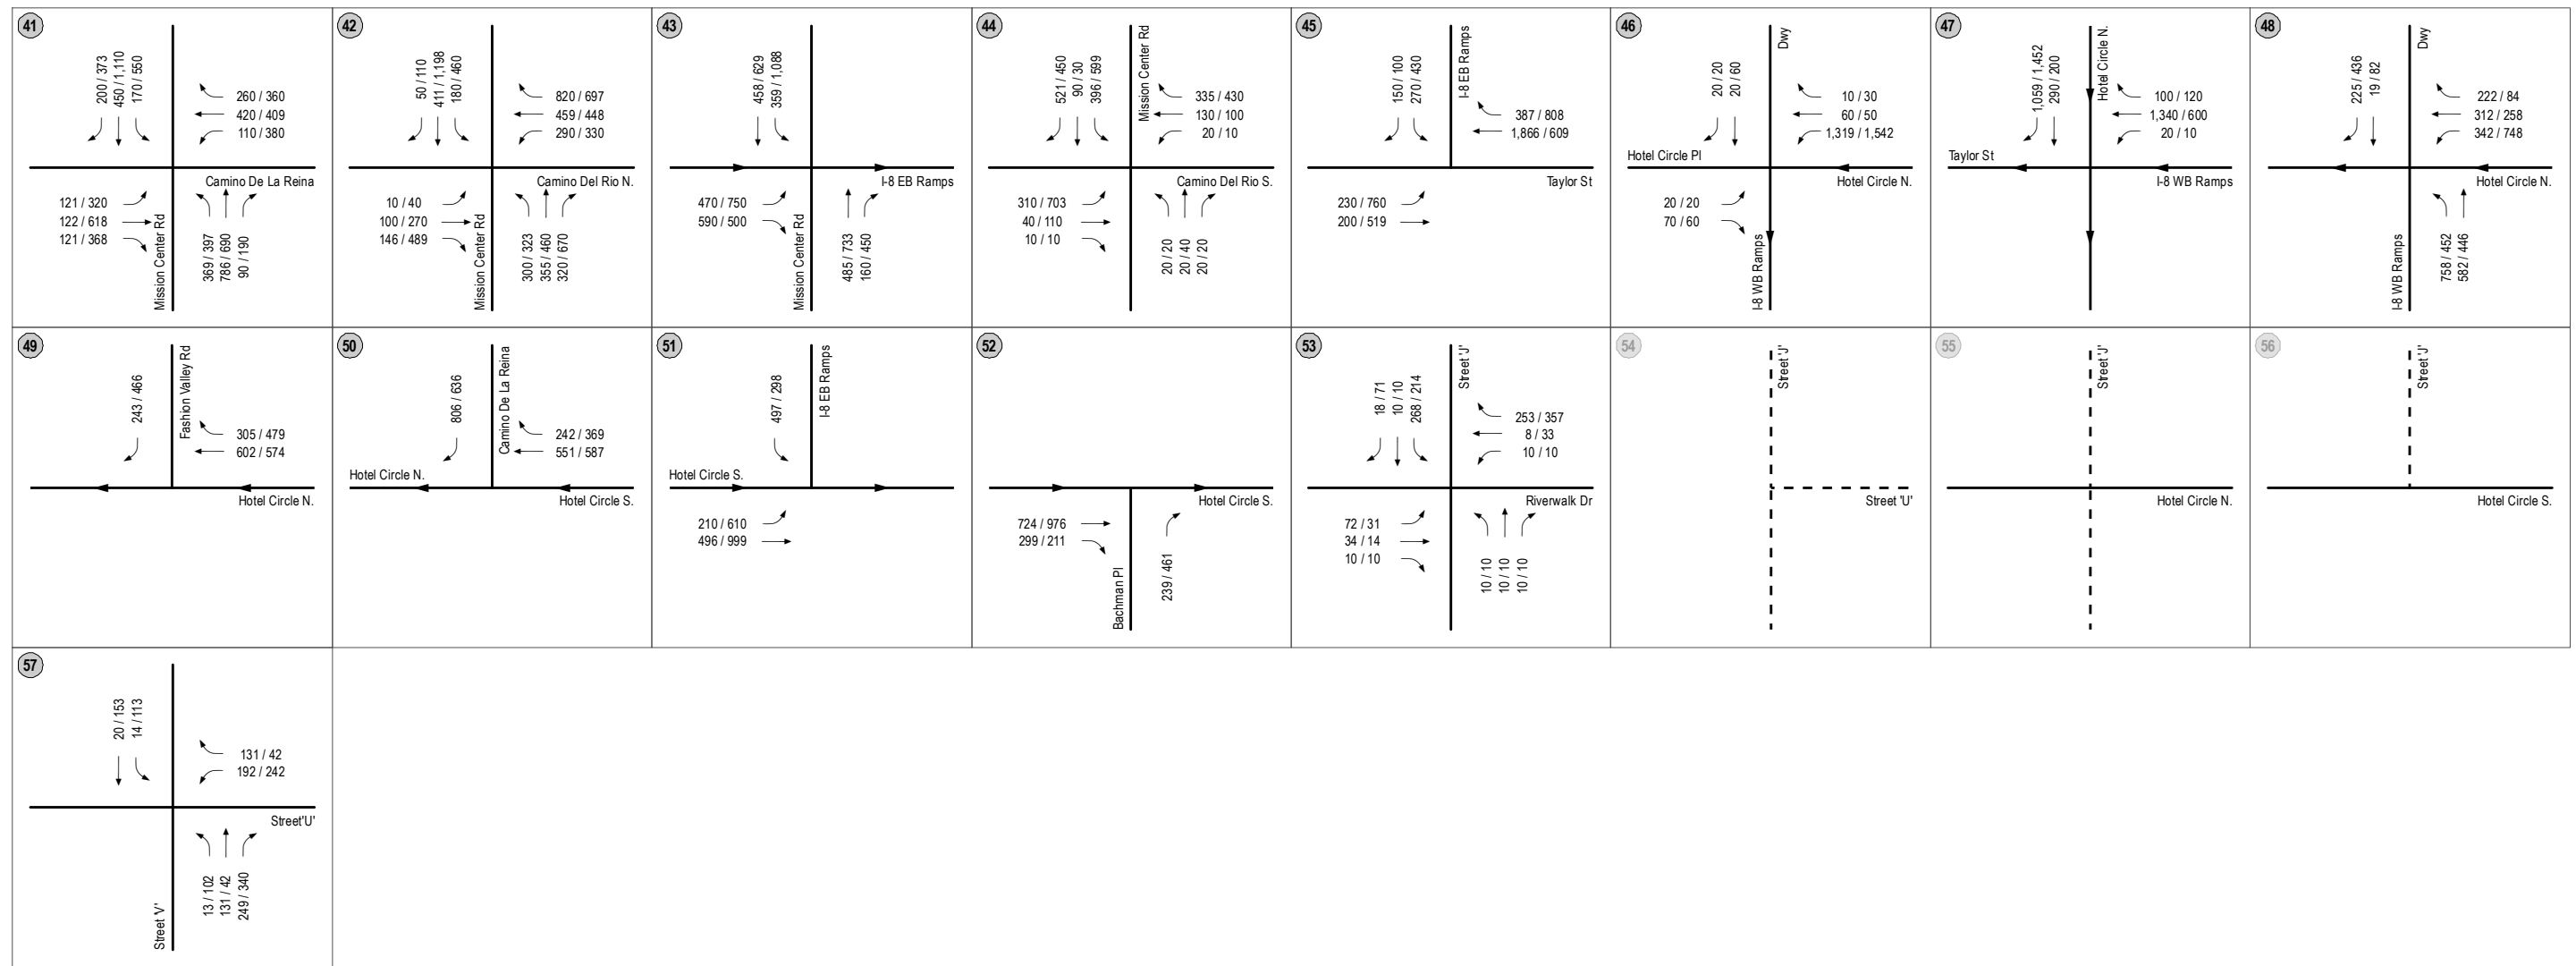 41
200 / 373
450 / 1,110
170 / 550
260 / 360
420 / 409
110 / 380
Camino De La Reina
121 / 320
122 / 618
121 / 368
Mission Center Rd
369 / 397
786 / 690
90 / 190
42
50 / 110
411 / 1,198
180 / 460
820 / 697
459 / 448
290 / 330
Camino Del Rio N.
10 / 40
100 / 270
146 / 489
Mission Center Rd
300 / 323
355 / 460
320 / 670
43
458 / 629
359 / 1,088
I-8 EB Ramps
470 / 750
590 / 500
Mission Center Rd
485 / 733
160 / 450
44
521 / 450
90 / 30
396 / 599
Mission Center Rd
335 / 430
130 / 100
20 / 10
Camino Del Rio S.
310 / 703
40 / 110
10 / 10
20 / 20
20 / 40
20 / 20
45
150 / 100
270 / 430
I-8 EB Ramps
387 / 808
1,866 / 609
Taylor St
230 / 760
200 / 519
46
20 / 20
20 / 60
Dwy
10 / 30
60 / 50
1,319 / 1,542
Hotel Circle Pl
Hotel Circle N.
20 / 20
70 / 60
I-8 WB Ramps
47
1,059 / 1,452
290 / 200
Hotel Circle N.
100 / 120
1,340 / 600
20 / 10
Taylor St
I-8 WB Ramps
48
225 / 436
19 / 82
Dwy
222 / 84
312 / 258
342 / 748
Hotel Circle N.
I-8 WB Ramps
758 / 452
582 / 446
49
243 / 466
Fashion Valley Rd
305 / 479
602 / 574
Hotel Circle N.
50
806 / 636
Camino De La Reina
242 / 369
551 / 587
Hotel Circle N.
Hotel Circle S.
51
497 / 298
I-8 EB Ramps
Hotel Circle S.
210 / 610
496 / 999
52
Hotel Circle S.
724 / 976
299 / 211
Bachman Pl
239 / 461
53
18 / 71
10 / 10
268 / 214
Street 'J'
253 / 357
8 / 33
10 / 10
Riverwalk Dr
72 / 31
34 / 14
10 / 10
10 / 10
10 / 10
10 / 10
54
Street 'J'
Street 'U'
55
Street 'J'
Hotel Circle N.
56
Street 'J'
Hotel Circle S.
57
20 / 153
14 / 113
131 / 42
192 / 242
Street'U'
Street 'V'
13 / 102
131 / 42
249 / 340